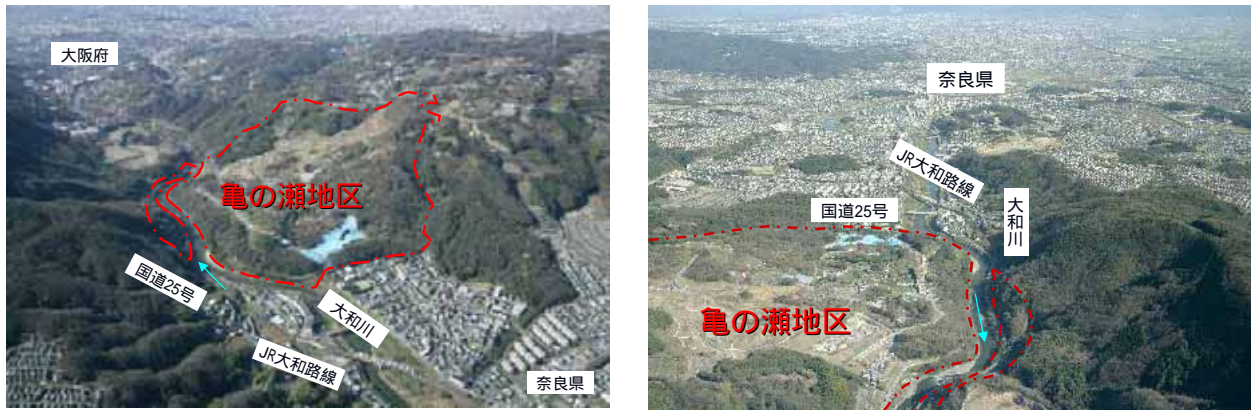 大阪府
亀の瀬地区
国道25号
大和川
JR大和路線
奈良県
奈良県
JR大和路線
国道25号
大和川
亀の瀬地区